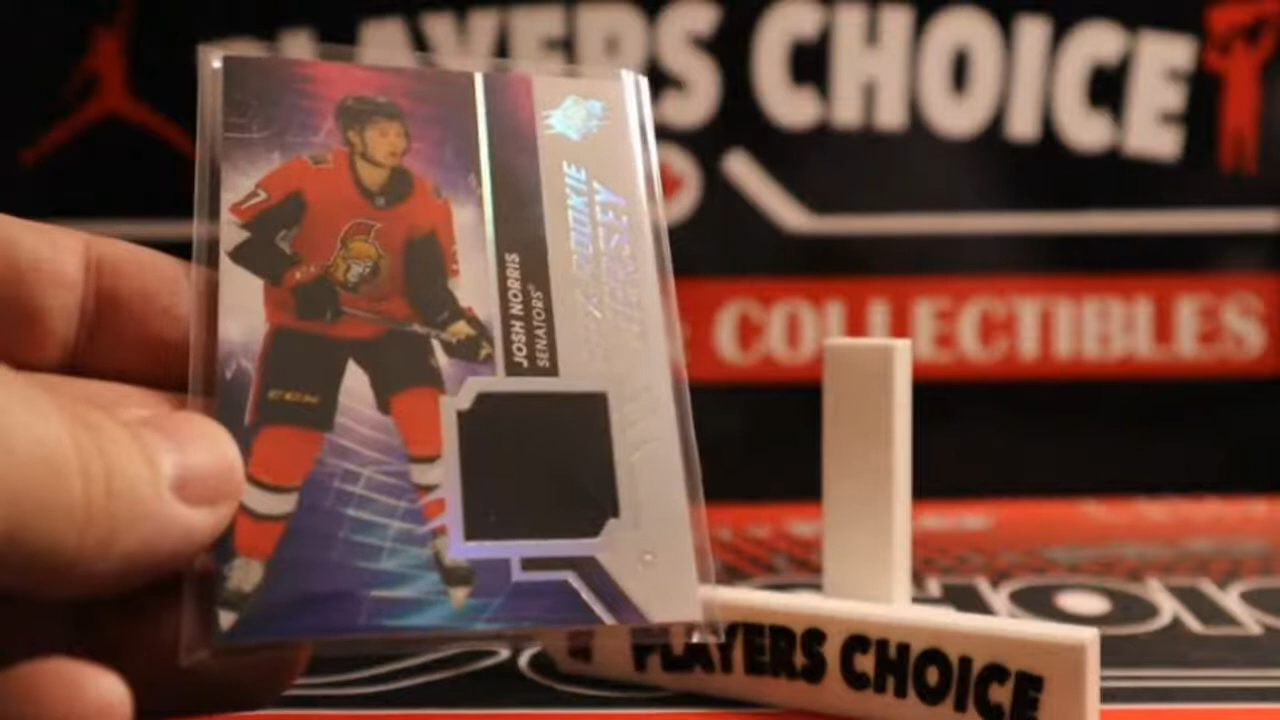 PLAYERS CHOICE
COLLECTIBLES
ROOKIE
JERSEY
JOSH NORRIS
SENATORS
CCM
PLAYERS CHOICE